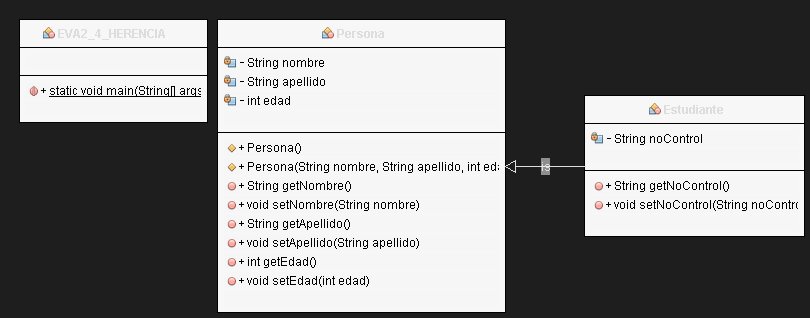 EVA2_4_HERENCIA
+ static void main(String[] args
Persona
- String nombre
- String apellido
- int edad
+ Persona()
+ Persona(String nombre, String apellido, int eda
+ String getNombre()
+ void setNombre(String nombre)
+ String getApellido()
+ void setApellido(String apellido)
+ int getEdad()
+ void setEdad(int edad)
is
Estudiante
- String noControl
+ String getNoControl()
+ void setNoControl(String noContro